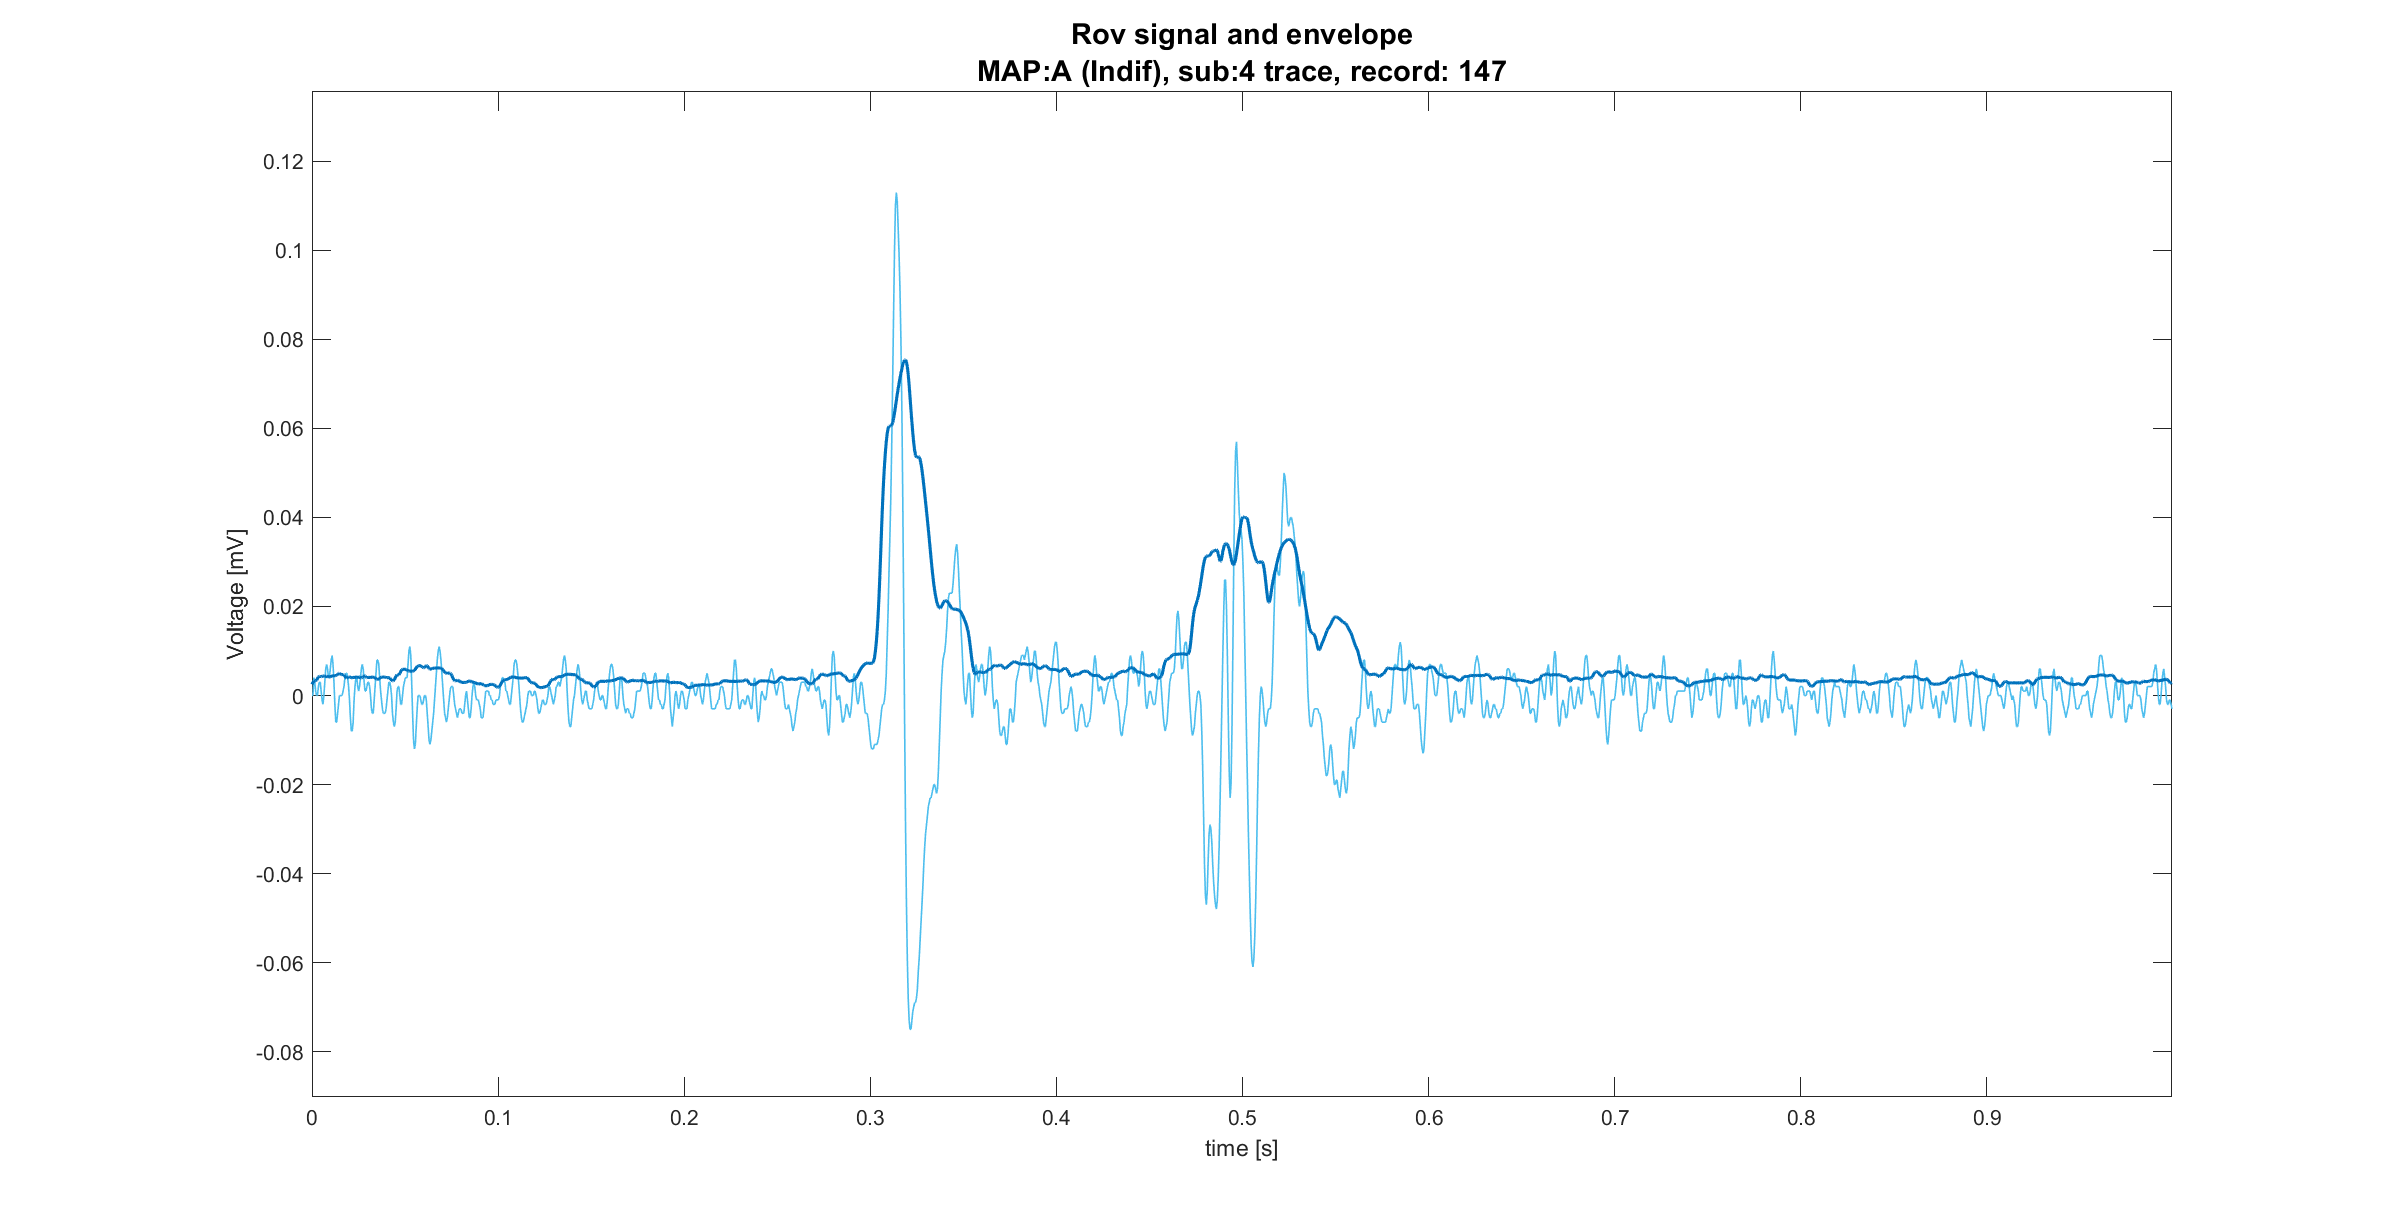 Rov signal and envelope
MAP:A (Indif), sub:4 trace, record: 147
0.12
0.1
0.08
0.06
0.04
0.02
0
-0.02
-0.04
-0.06
-0.08
Voltage [mV]
0 0.1 0.2 0.3 0.4 0.5 0.6 0.7 0.8 0.9
time [s]